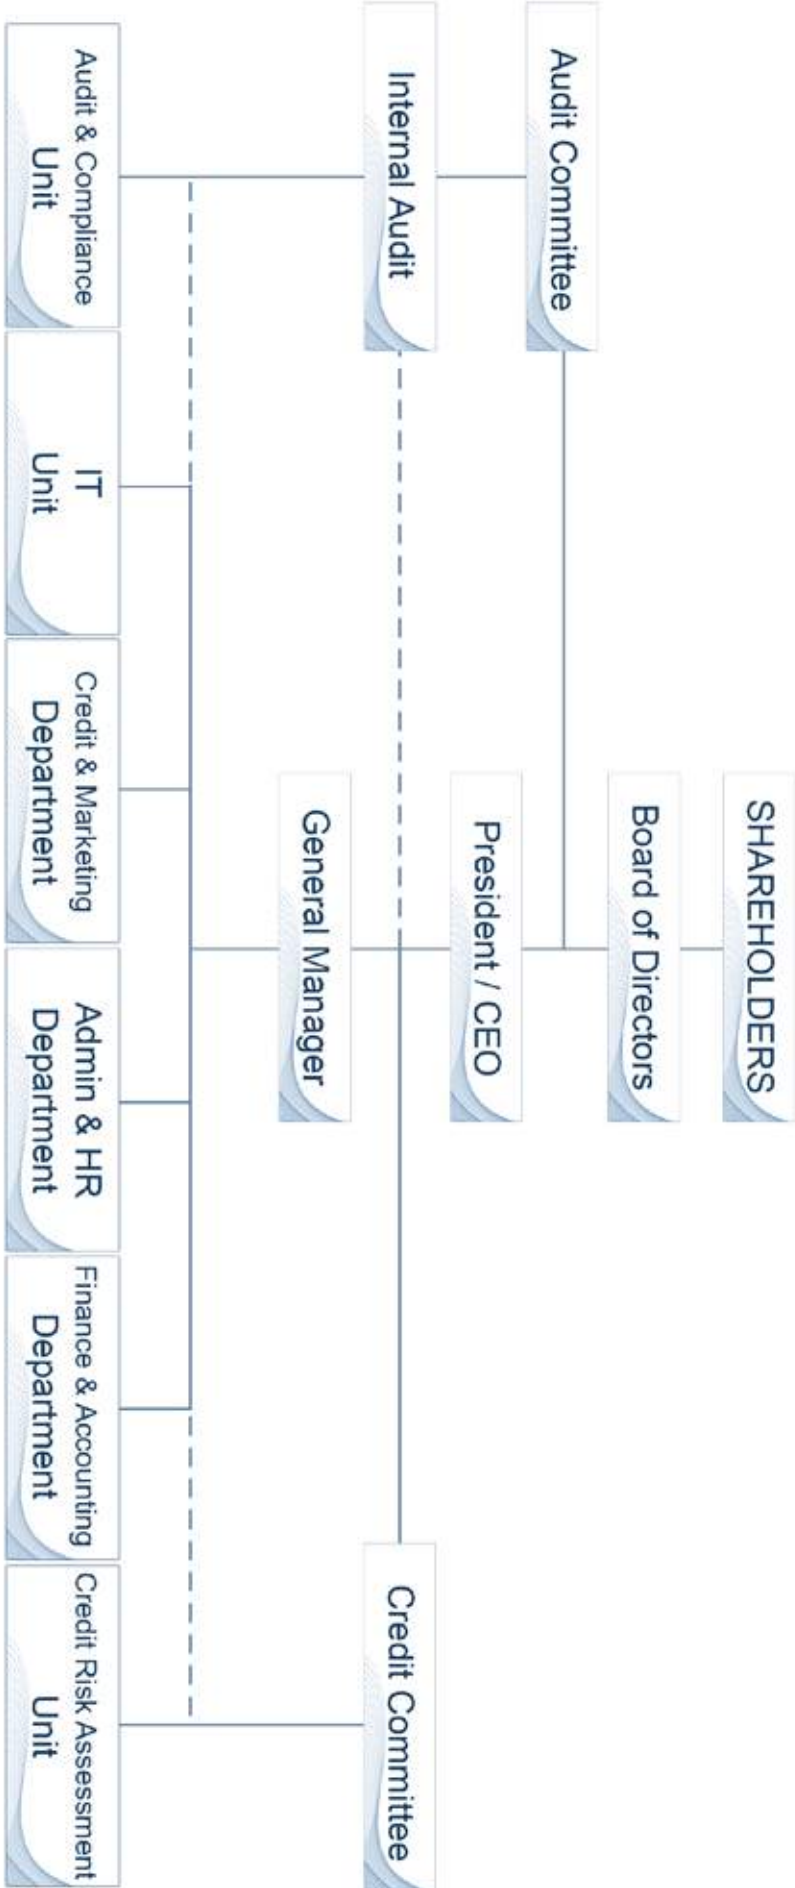 SHAREHOLDERS
Board of Directors
Audit Committee
President / CEO
Internal Audit
Credit Committee
General Manager
Audit & Compliance
Unit
IT
Unit
Credit & Marketing
Department
Admin & HR
Department
Finance & Accounting
Department
Credit Risk Assessment
Unit